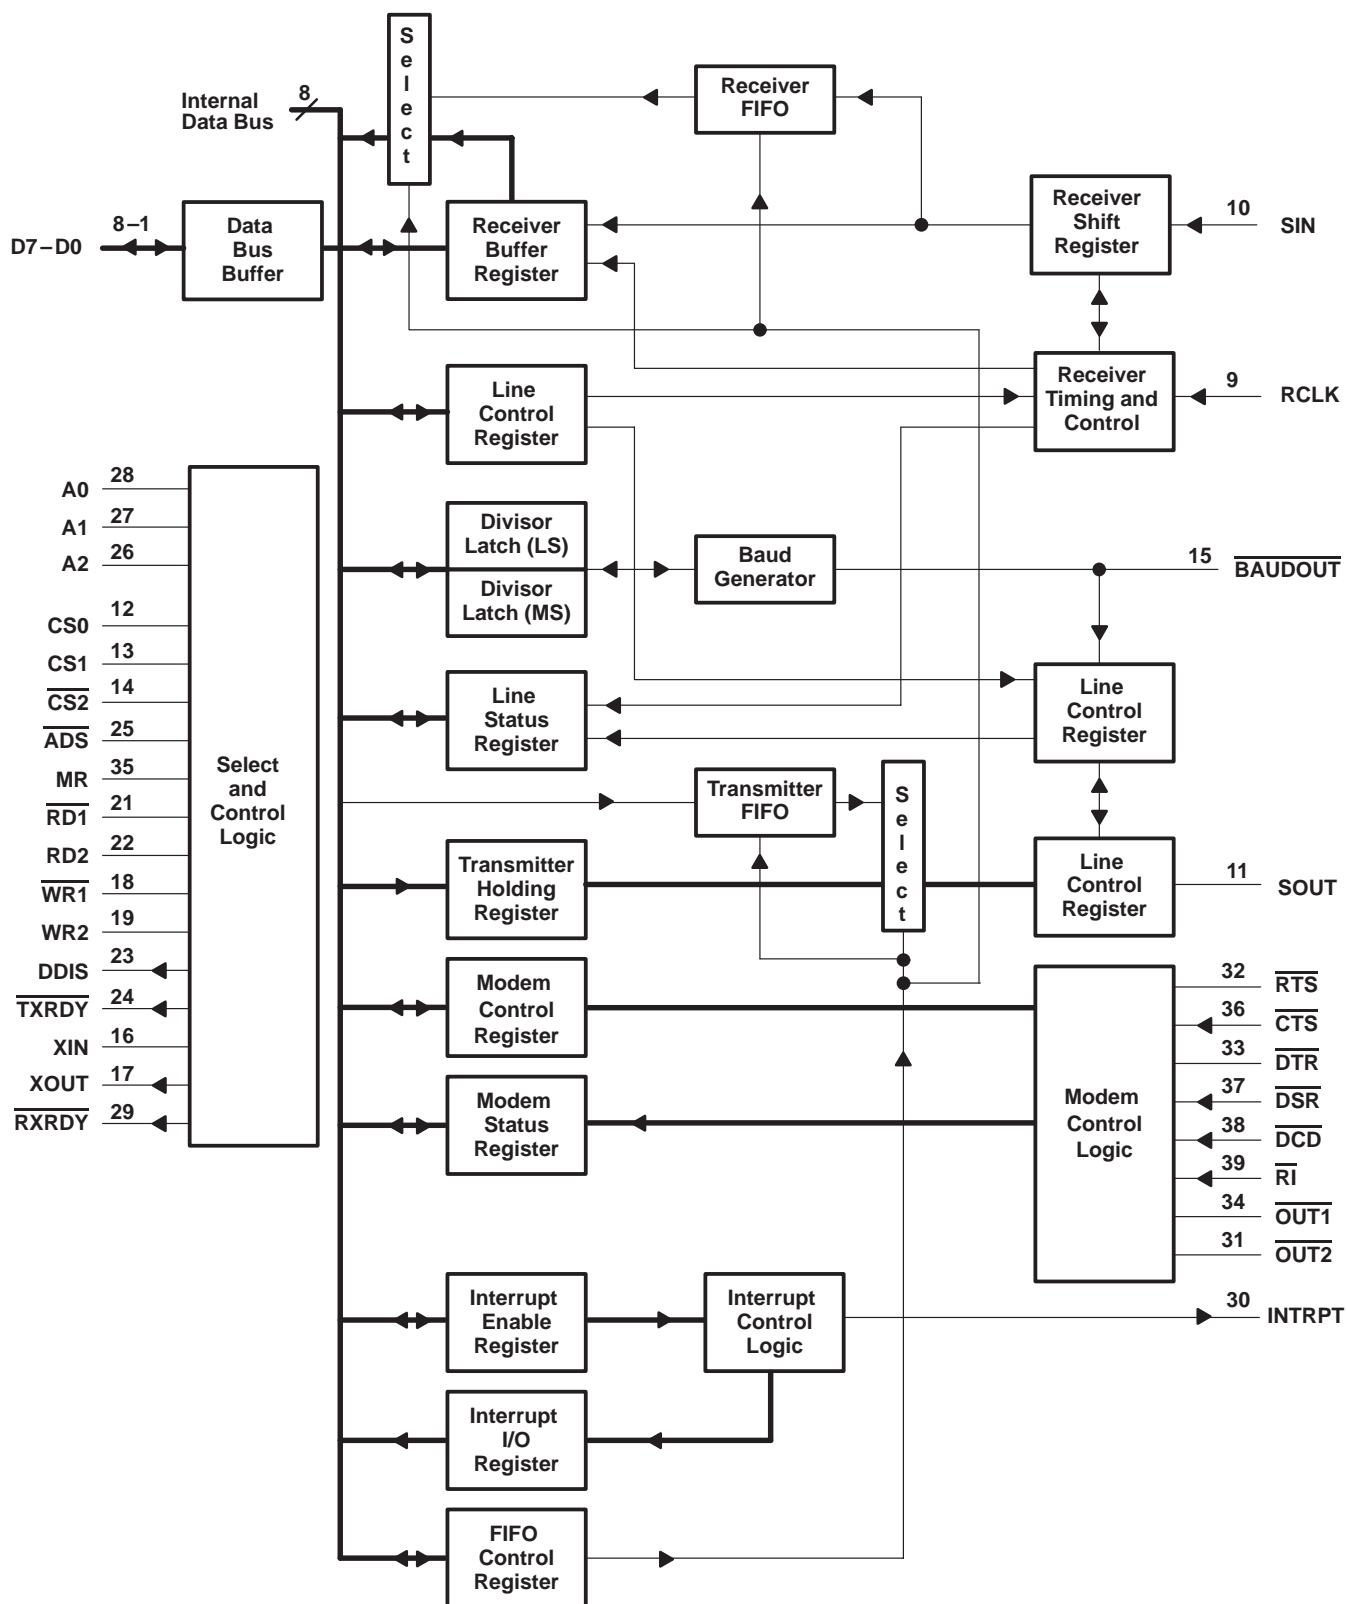 S
e
l
e
c
t
Internal
Data Bus
8
Receiver
FIFO
D7–D0
8–1
Data
Bus
Buffer
Receiver
Buffer
Register
Receiver
Shift
Register
10
SIN
Line
Control
Register
Receiver
Timing and
Control
9
RCLK
A0
28
A1
27
A2
26
CS0
12
CS1
13
CS2
14
ADS
25
MR
35
RD1
21
RD2
22
WR1
18
WR2
19
DDIS
23
TXRDY
24
XIN
16
XOUT
17
RXRDY
29
Select
and
Control
Logic
Divisor
Latch (LS)
Divisor
Latch (MS)
Baud
Generator
15
BAUDOUT
Line
Status
Register
Line
Control
Register
Transmitter
FIFO
S
e
l
e
c
t
Transmitter
Holding
Register
Line
Control
Register
11
SOUT
Modem
Control
Register
Modem
Status
Register
Modem
Control
Logic
32
RTS
36
CTS
33
DTR
37
DSR
38
DCD
39
RI
34
OUT1
31
OUT2
Interrupt
Enable
Register
Interrupt
Control
Logic
30
INTRPT
Interrupt
I/O
Register
FIFO
Control
Register